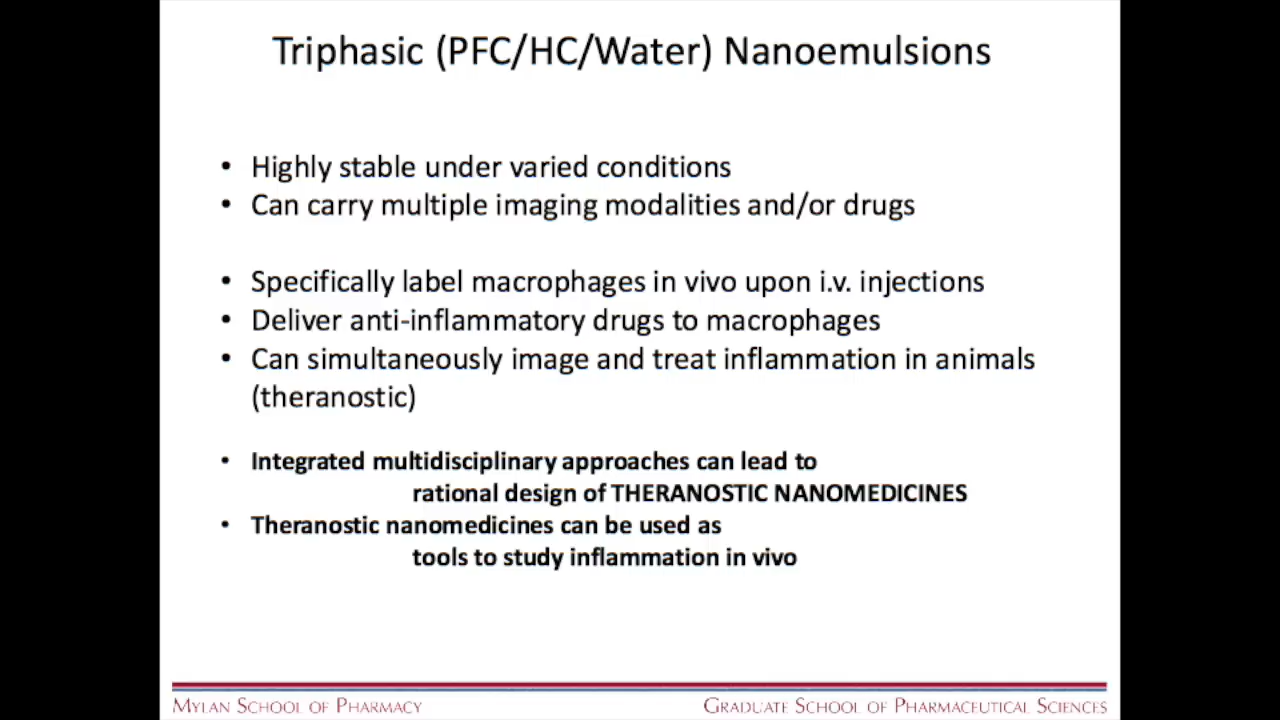 Triphasic (PFC/HC/Water) Nanoemulsions
• Highly stable under varied conditions
• Can carry multiple imaging modalities and/or drugs
• Specifically label macrophages in vivo upon i.v. injections
• Deliver anti-inflammatory drugs to macrophages
• Can simultaneously image and treat inflammation in animals
(theranostic)
• Integrated multidisciplinary approaches can lead to
rational design of THERANOSTIC NANOMEDICINES
• Theranostic nanomedicines can be used as
tools to study inflammation in vivo
Mylan School of Pharmacy
Graduate School of Pharmaceutical Sciences